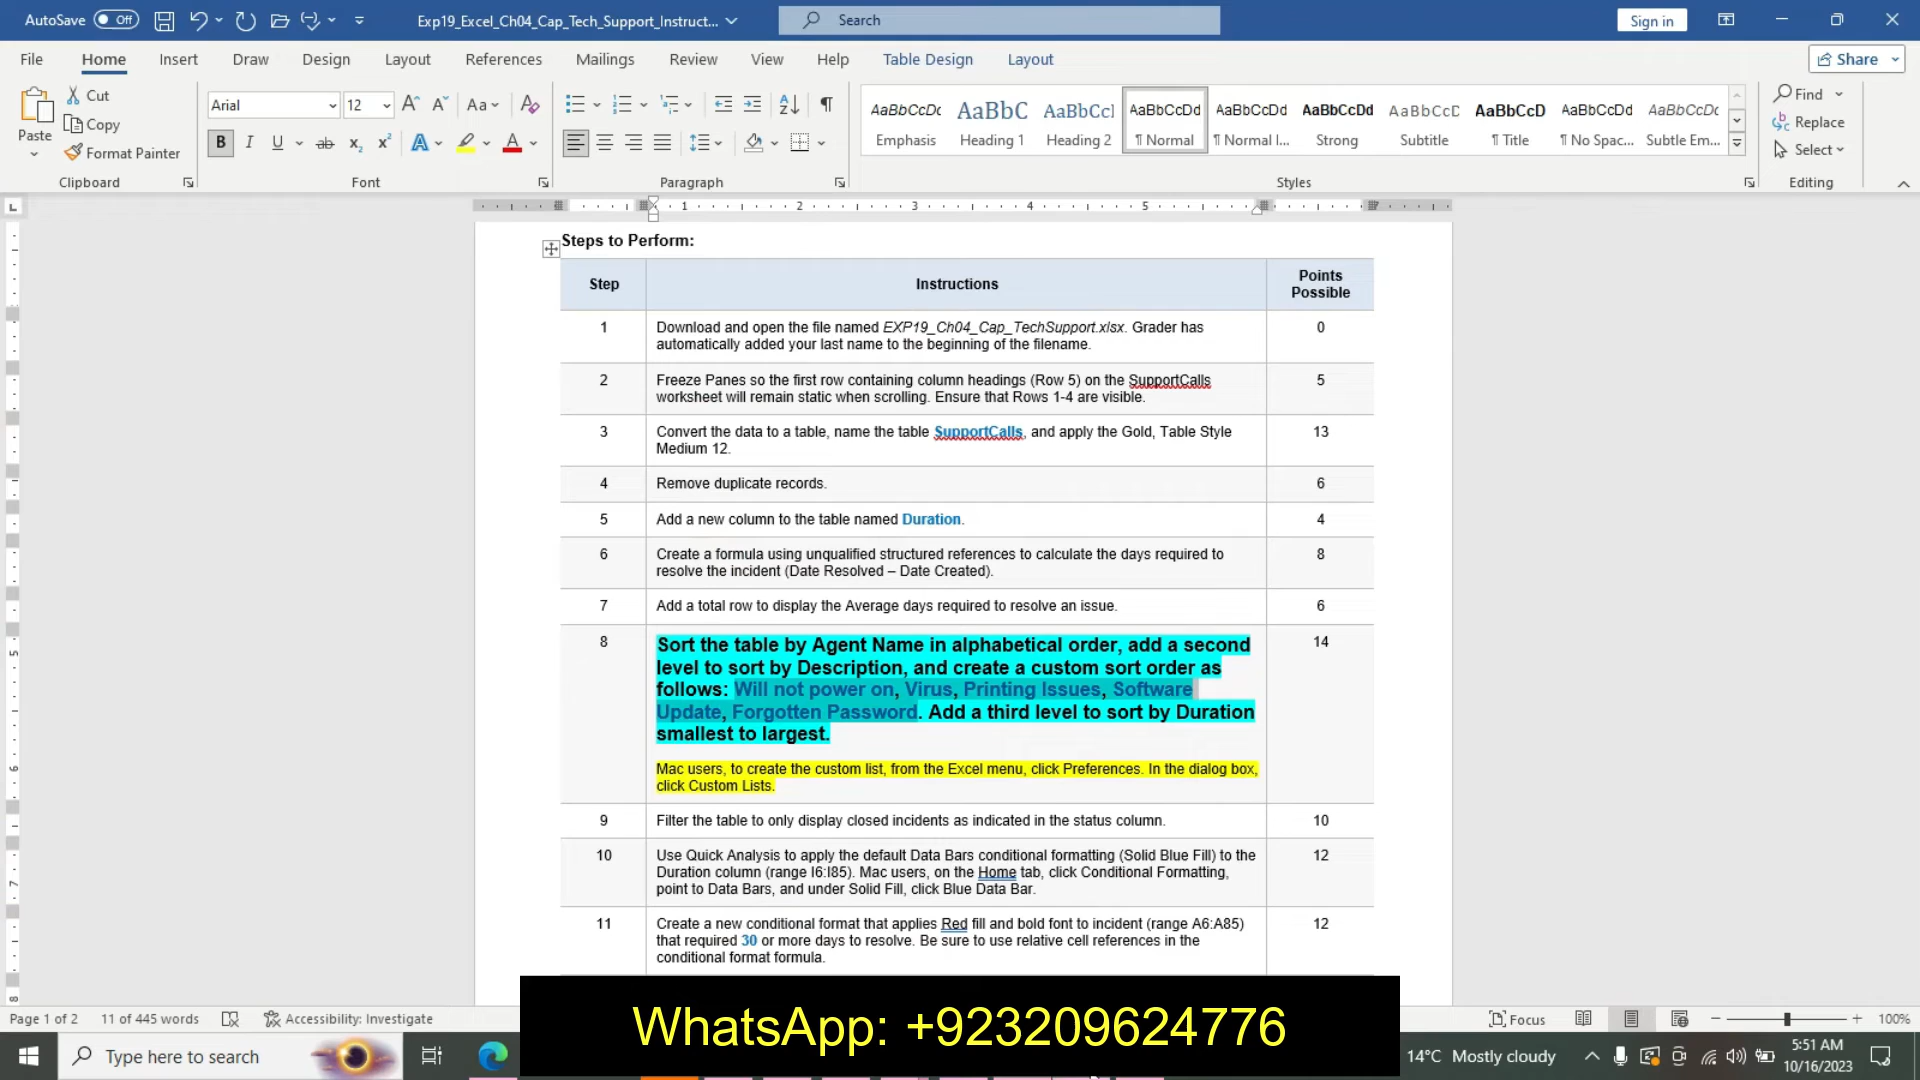 AutoSave Off Exp19_Excel_Ch04_Cap_Tech_Support_Instruct... Search Sign in
File Home Insert Draw Design Layout References Mailings Review View Help Table Design Layout Share
Paste Cut Copy Format Painter Clipboard
Arial 12 Aa Font
Paragraph
AaBbCcDc Emphasis
AaBbC Heading 1
AaBbCcl Heading 2
AaBbCcDd ¶ Normal
AaBbCcDd ¶ Normal I...
AaBbCcDd Strong
AaBbCcC Subtitle
AaBbCcD ¶ Title
AaBbCcDd ¶ No Spac...
AaBbCcDc Subtle Em...
Styles
Find Replace Select Editing
1 2 3 4 5
Steps to Perform:
Step Instructions Points Possible
1 Download and open the file named EXP19_Ch04_Cap_TechSupport.xlsx. Grader has 0
automatically added your last name to the beginning of the filename.
2 Freeze Panes so the first row containing column headings (Row 5) on the SupportCalls 5
worksheet will remain static when scrolling. Ensure that Rows 1-4 are visible.
3 Convert the data to a table, name the table SupportCalls, and apply the Gold, Table Style 13
Medium 12.
4 Remove duplicate records. 6
5 Add a new column to the table named Duration. 4
6 Create a formula using unqualified structured references to calculate the days required to 8
resolve the incident (Date Resolved – Date Created).
7 Add a total row to display the Average days required to resolve an issue. 6
8 Sort the table by Agent Name in alphabetical order, add a second 14
level to sort by Description, and create a custom sort order as
follows: Will not power on, Virus, Printing Issues, Software
Update, Forgotten Password. Add a third level to sort by Duration
smallest to largest.
Mac users, to create the custom list, from the Excel menu, click Preferences. In the dialog box,
click Custom Lists.
9 Filter the table to only display closed incidents as indicated in the status column. 10
10 Use Quick Analysis to apply the default Data Bars conditional formatting (Solid Blue Fill) to the 12
Duration column (range I6:I85). Mac users, on the Home tab, click Conditional Formatting,
point to Data Bars, and under Solid Fill, click Blue Data Bar.
11 Create a new conditional format that applies Red fill and bold font to incident (range A6:A85) 12
that required 30 or more days to resolve. Be sure to use relative cell references in the
conditional format formula.
WhatsApp: +923209624776
Page 1 of 2 11 of 445 words Accessibility: Investigate Focus 100%
Type here to search 14°C Mostly cloudy 5:51 AM
10/16/2023